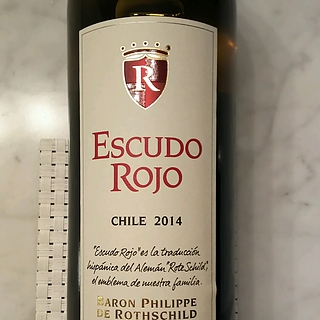 R
ESCUDO
ROJO
CHILE 2014
"Escudo Rojo" es la traducción
hispánica del Alemán "Rote Schild",
el emblema de nuestra familia.
BARON PHILIPPE
DE ROTHSCHILD